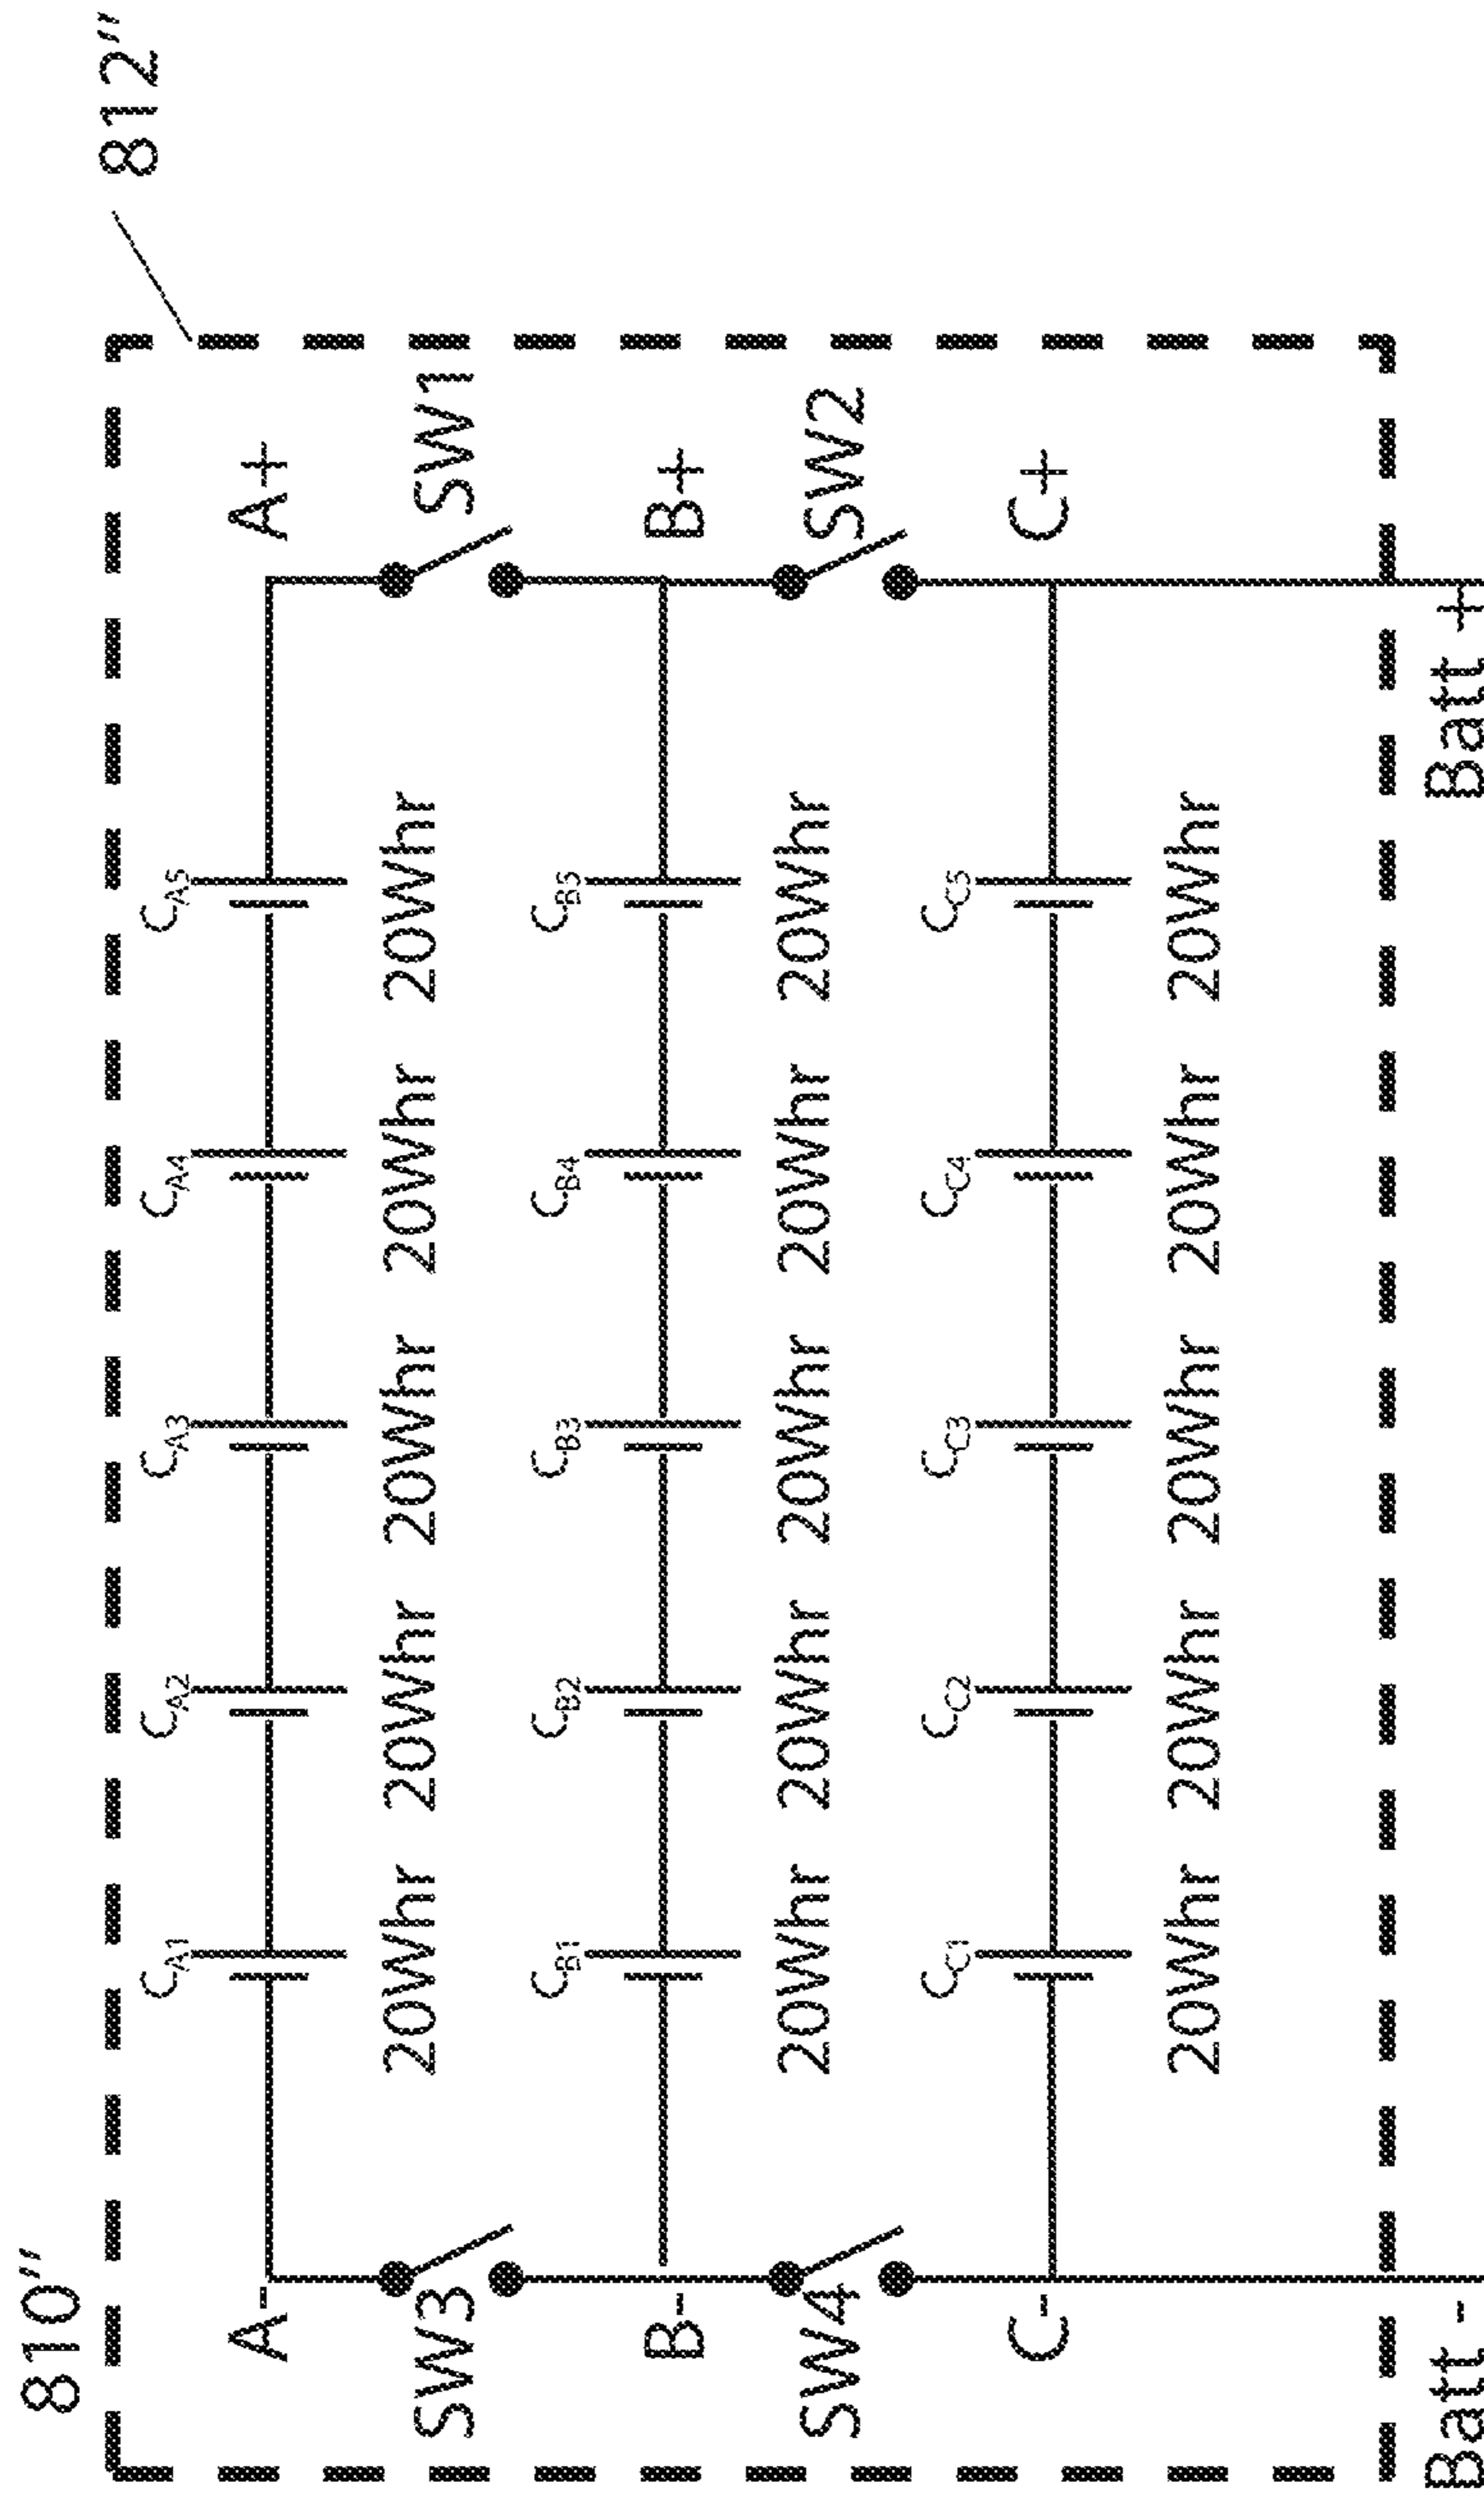 810″
812″
A- A+
C_A1 C_A2 C_A3 C_A4 C_A5
20Whr 20Whr 20Whr 20Whr 20Whr
SW3 SW1
B- B+
C_B1 C_B2 C_B3 C_B4 C_B5
20Whr 20Whr 20Whr 20Whr 20Whr
SW4 SW2
C- C+
C_C1 C_C2 C_C3 C_C4 C_C5
20Whr 20Whr 20Whr 20Whr 20Whr
Batt - Batt +